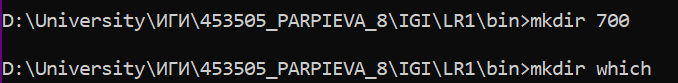 D:\University\ИГИ\453505_PARPIEVA_8\IGI\LR1\bin>mkdir 700
D:\University\ИГИ\453505_PARPIEVA_8\IGI\LR1\bin>mkdir which